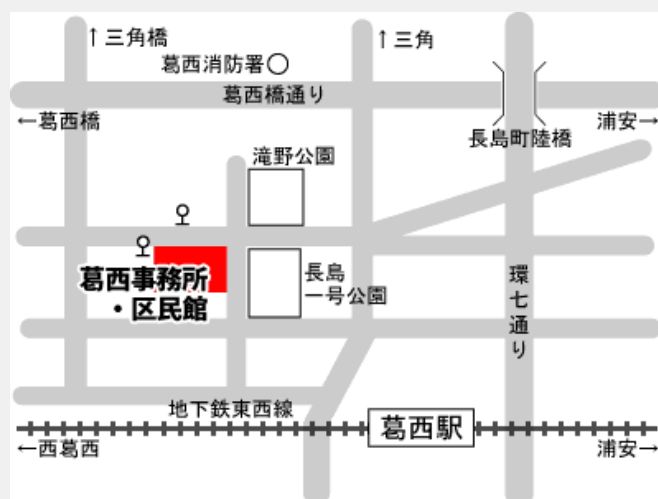 ↑三角橋
↑三角
葛西消防署○
葛西橋通り
←葛西橋
浦安→
長島町陸橋
滝野公園
葛西事務所
・区民館
長島
一号公園
環七通り
地下鉄東西線
葛西駅
←西葛西
浦安→